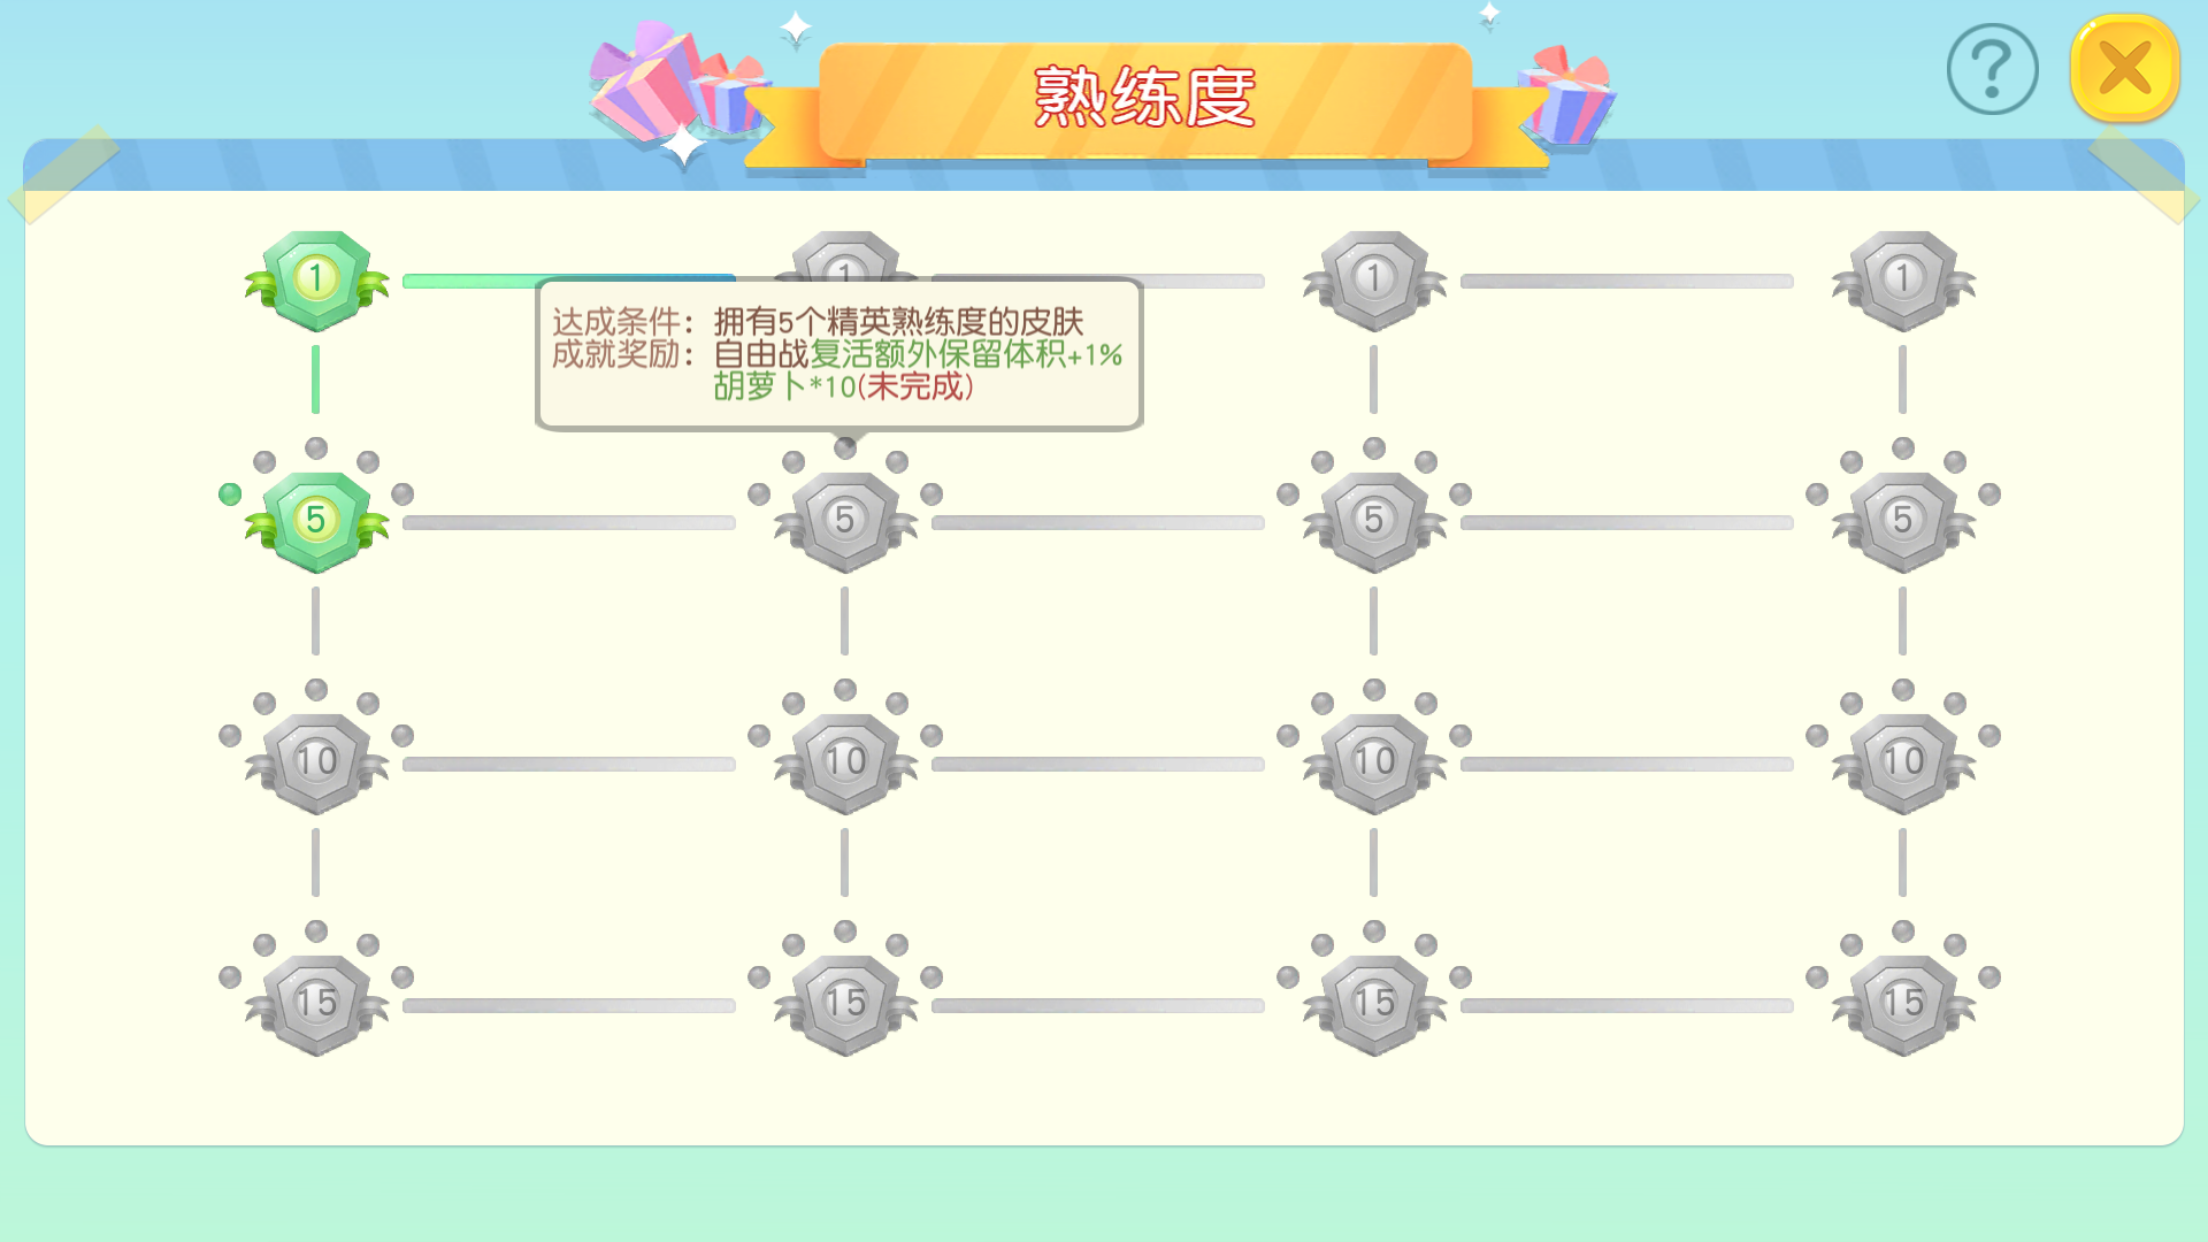 熟练度
?
1 1 1 1
达成条件：拥有5个精英熟练度的皮肤
成就奖励：自由战复活额外保留体积+1%
胡萝卜*10(未完成)
5 5 5 5
10 10 10 10
15 15 15 15